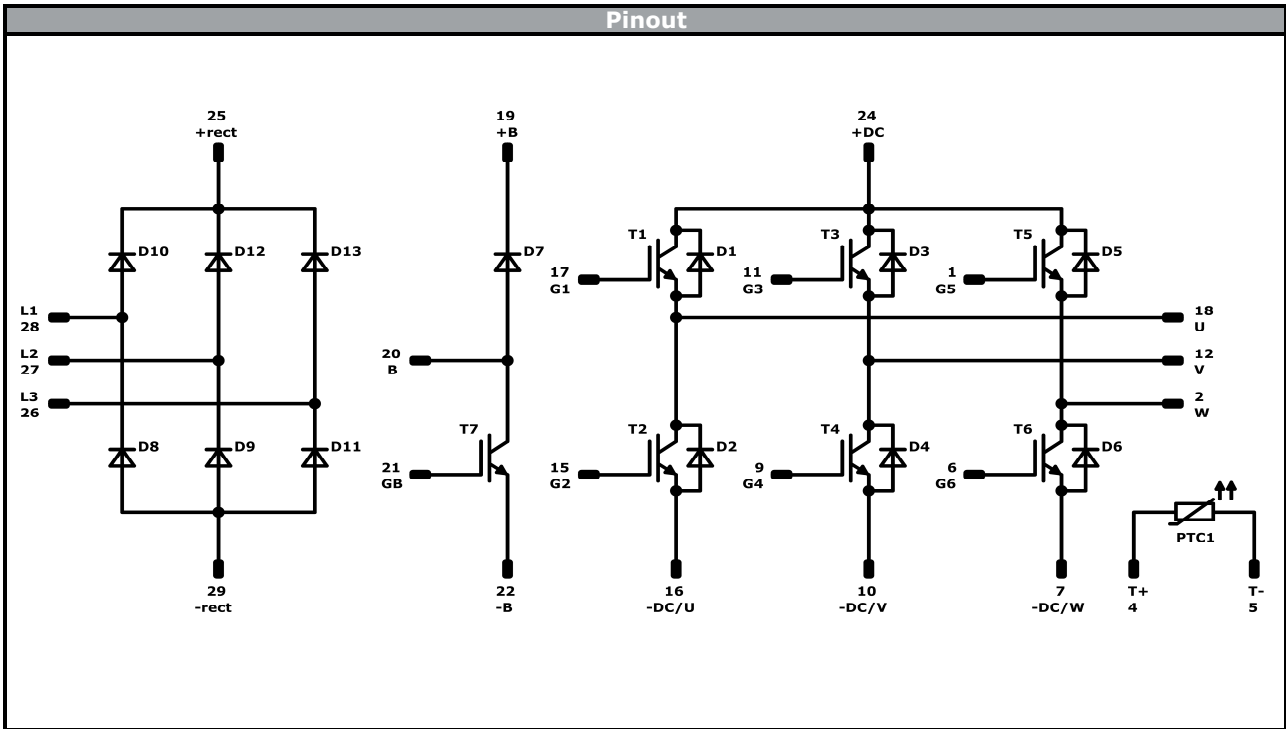 Pinout
25
+rect
19
+B
24
+DC
D10
D12
D13
D7
T1
D1
T3
D3
T5
D5
17
G1
11
G3
1
G5
L1
28
18
U
L2
27
20
B
12
V
L3
26
2
W
D8
D9
D11
T7
T2
D2
T4
D4
T6
D6
21
GB
15
G2
9
G4
6
G6
PTC1
29
-rect
22
-B
16
-DC/U
10
-DC/V
7
-DC/W
T+
4
T-
5